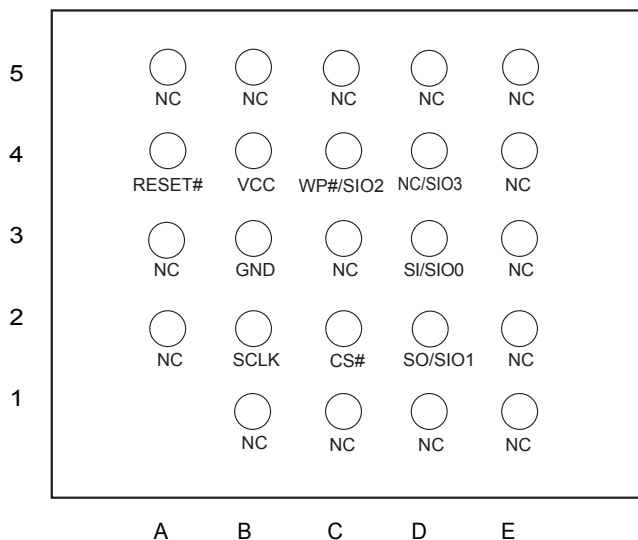 5
NC NC NC NC NC
4
RESET# VCC WP#/SIO2 NC/SIO3 NC
3
NC GND NC SI/SIO0 NC
2
NC SCLK CS# SO/SIO1 NC
1
NC NC NC NC
A B C D E